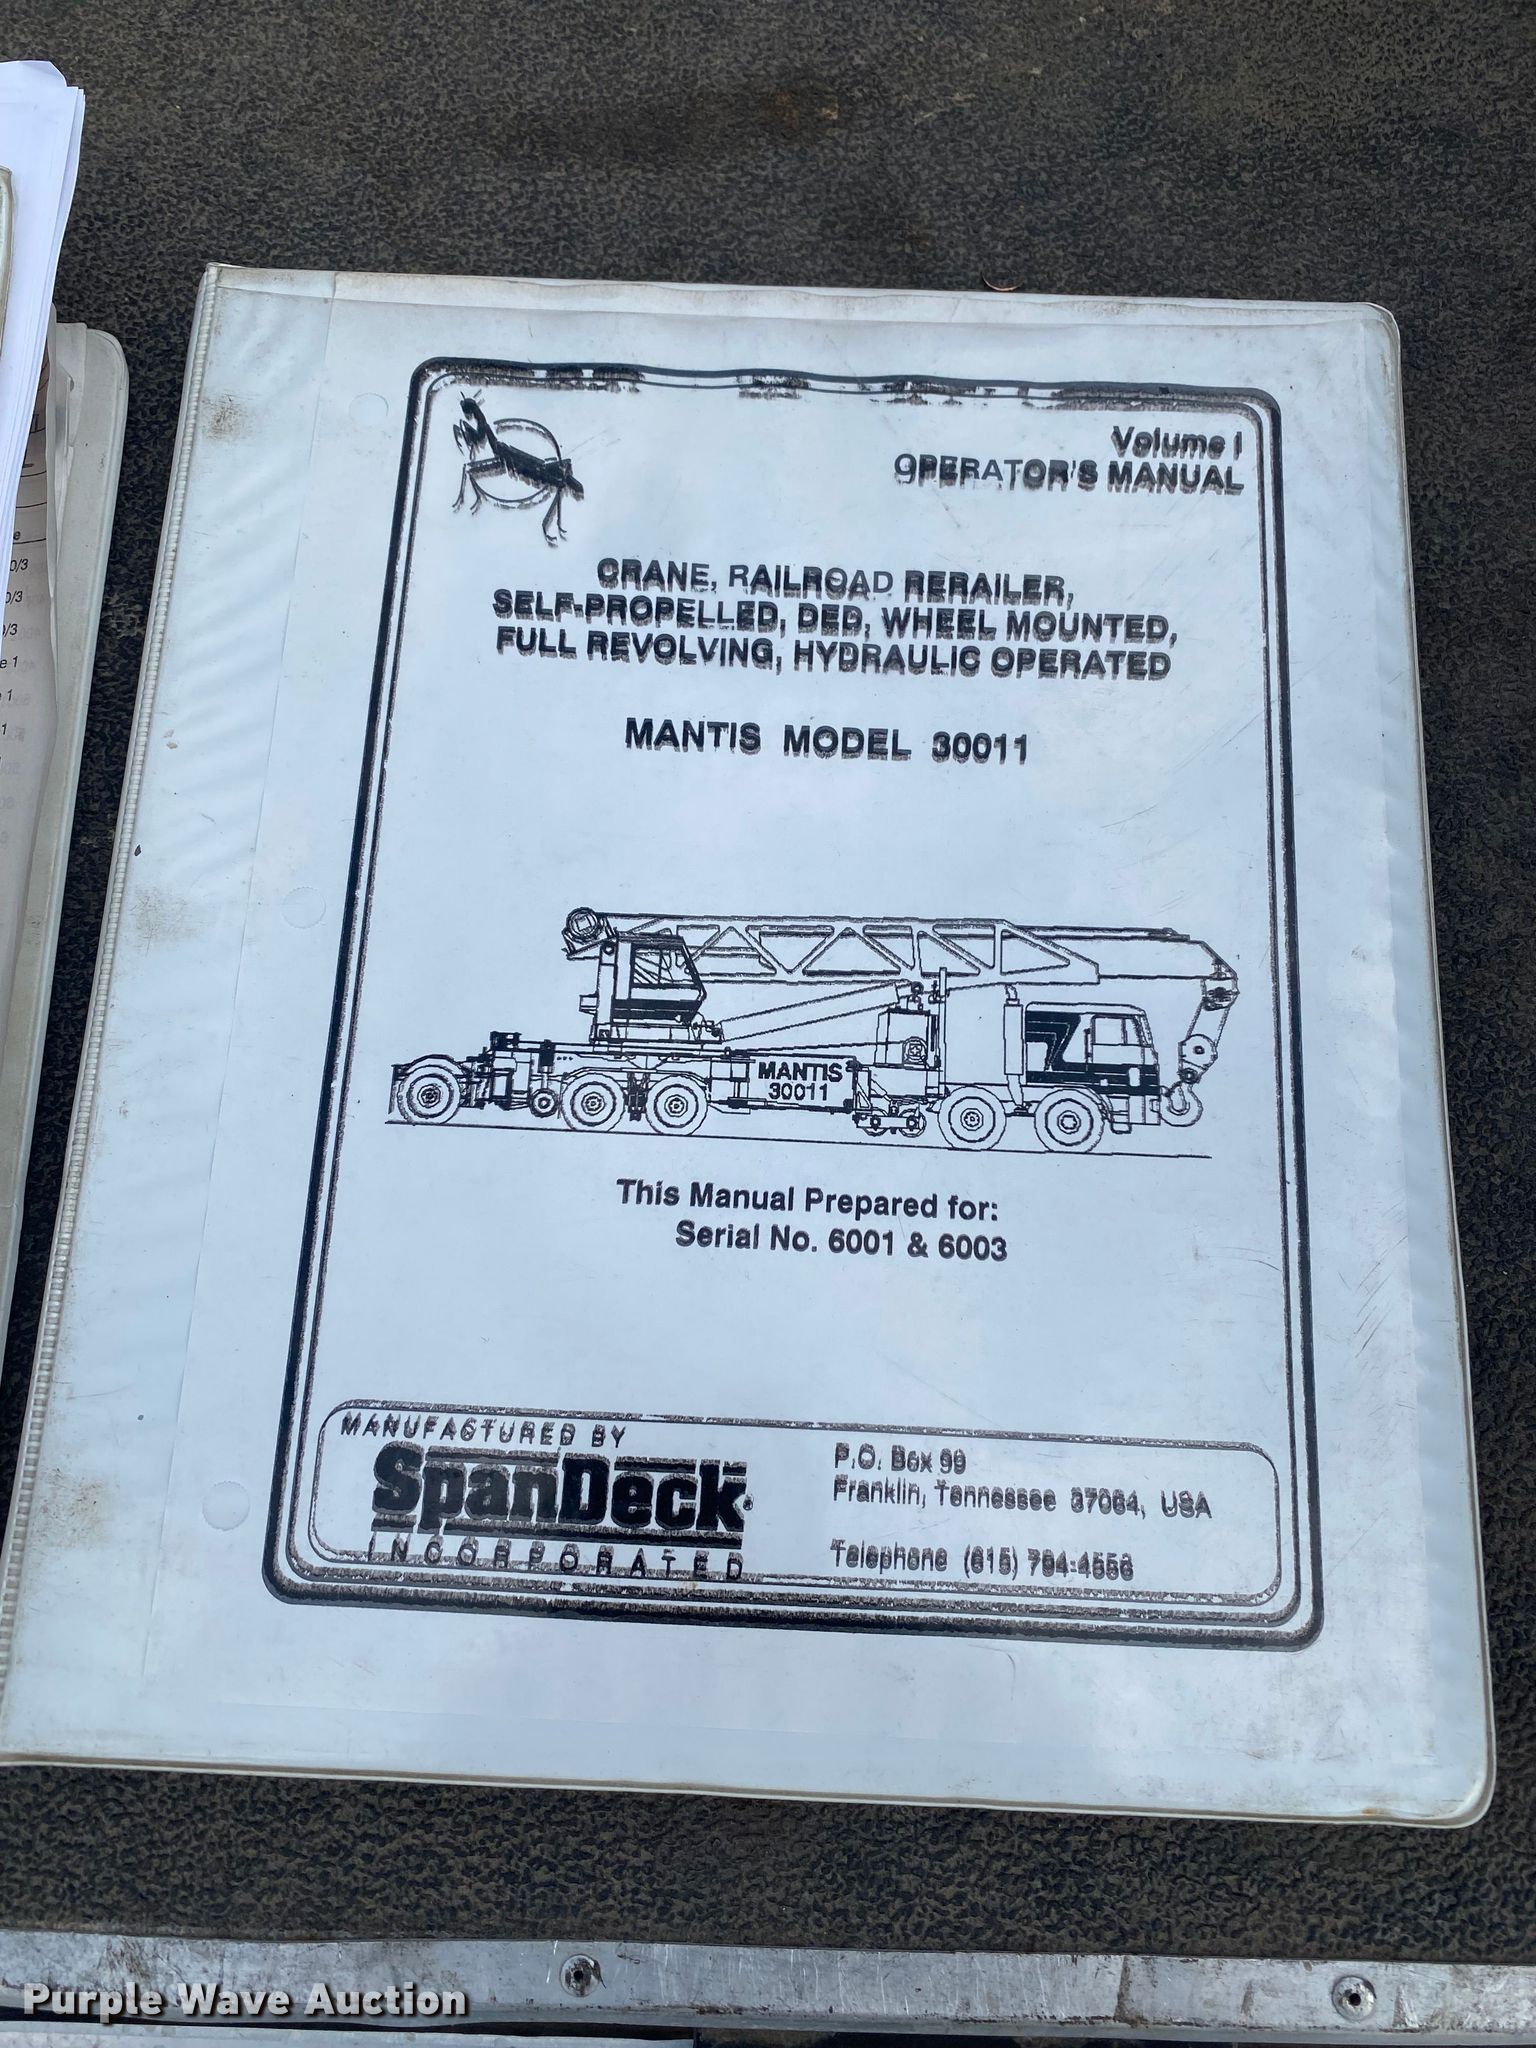 Volume I
OPERATOR'S MANUAL
CRANE, RAILROAD RERAILER,
SELF-PROPELLED, DED, WHEEL MOUNTED,
FULL REVOLVING, HYDRAULIC OPERATED
MANTIS MODEL 30011
MANTIS
30011
This Manual Prepared for:
Serial No. 6001 & 6003
MANUFACTURED BY
SpanDeck
INCORPORATED
P.O. Box 99
Franklin, Tennessee 37064, USA
Telephone (615) 794-4556
Purple Wave Auction